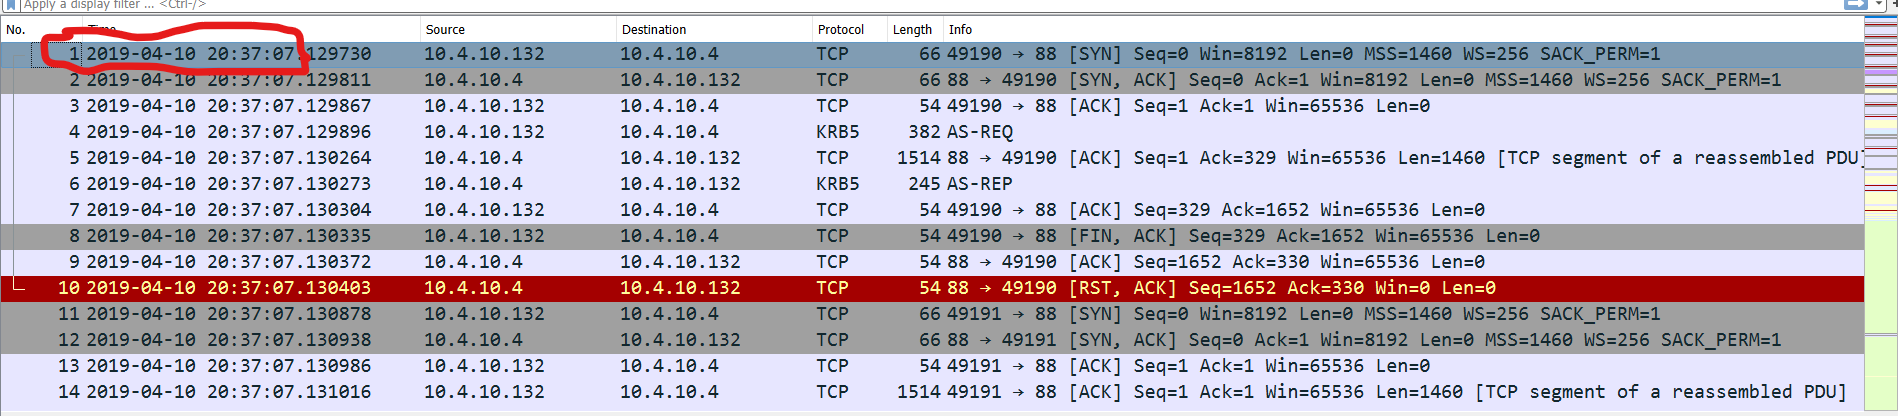 Apply a display filter ... <Ctrl-/>
No. Time Source Destination Protocol Length Info
1 2019-04-10 20:37:07.129730 10.4.10.132 10.4.10.4 TCP 66 49190 → 88 [SYN] Seq=0 Win=8192 Len=0 MSS=1460 WS=256 SACK_PERM=1
2 2019-04-10 20:37:07.129811 10.4.10.4 10.4.10.132 TCP 66 88 → 49190 [SYN, ACK] Seq=0 Ack=1 Win=8192 Len=0 MSS=1460 WS=256 SACK_PERM=1
3 2019-04-10 20:37:07.129867 10.4.10.132 10.4.10.4 TCP 54 49190 → 88 [ACK] Seq=1 Ack=1 Win=65536 Len=0
4 2019-04-10 20:37:07.129896 10.4.10.132 10.4.10.4 KRB5 382 AS-REQ
5 2019-04-10 20:37:07.130264 10.4.10.4 10.4.10.132 TCP 1514 88 → 49190 [ACK] Seq=1 Ack=329 Win=65536 Len=1460 [TCP segment of a reassembled PDU]
6 2019-04-10 20:37:07.130273 10.4.10.4 10.4.10.132 KRB5 245 AS-REP
7 2019-04-10 20:37:07.130304 10.4.10.132 10.4.10.4 TCP 54 49190 → 88 [ACK] Seq=329 Ack=1652 Win=65536 Len=0
8 2019-04-10 20:37:07.130335 10.4.10.132 10.4.10.4 TCP 54 49190 → 88 [FIN, ACK] Seq=329 Ack=1652 Win=65536 Len=0
9 2019-04-10 20:37:07.130372 10.4.10.4 10.4.10.132 TCP 54 88 → 49190 [ACK] Seq=1652 Ack=330 Win=65536 Len=0
10 2019-04-10 20:37:07.130403 10.4.10.4 10.4.10.132 TCP 54 88 → 49190 [RST, ACK] Seq=1652 Ack=330 Win=0 Len=0
11 2019-04-10 20:37:07.130878 10.4.10.132 10.4.10.4 TCP 66 49191 → 88 [SYN] Seq=0 Win=8192 Len=0 MSS=1460 WS=256 SACK_PERM=1
12 2019-04-10 20:37:07.130938 10.4.10.4 10.4.10.132 TCP 66 88 → 49191 [SYN, ACK] Seq=0 Ack=1 Win=8192 Len=0 MSS=1460 WS=256 SACK_PERM=1
13 2019-04-10 20:37:07.130986 10.4.10.132 10.4.10.4 TCP 54 49191 → 88 [ACK] Seq=1 Ack=1 Win=65536 Len=0
14 2019-04-10 20:37:07.131016 10.4.10.132 10.4.10.4 TCP 1514 49191 → 88 [ACK] Seq=1 Ack=1 Win=65536 Len=1460 [TCP segment of a reassembled PDU]